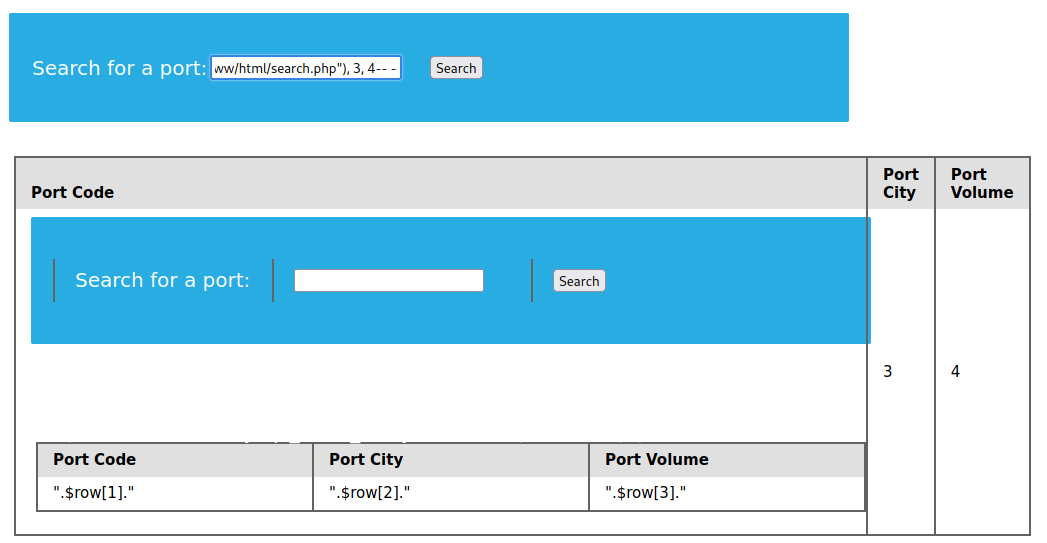 Search for a port: ww/html/search.php"), 3, 4-- - Search
Port Code Port City Port Volume
Search for a port: Search
3 4
Port Code Port City Port Volume
".$row[1]." ".$row[2]." ".$row[3]."